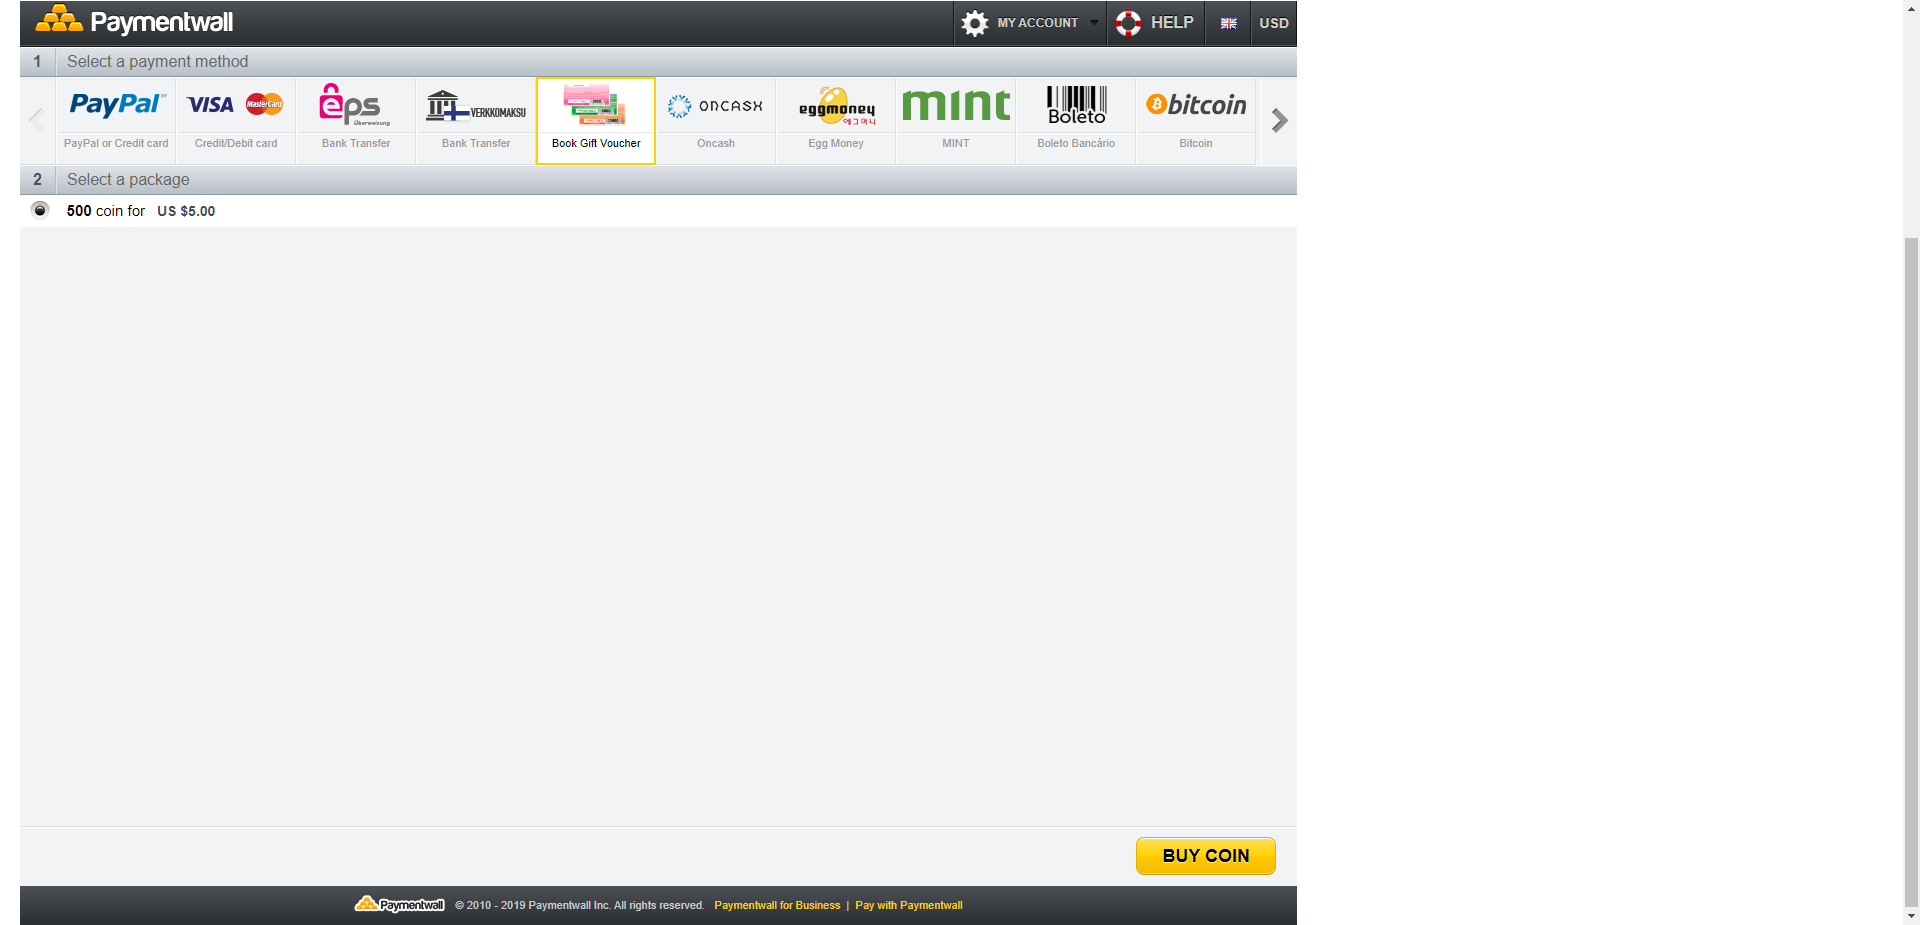 Paymentwall
MY ACCOUNT
HELP
USD
1 Select a payment method
PayPal
VISA MasterCard
eps Überweisung
VERKKOMAKSU
oncash
eggmoney 에그머니
mint
Boleto
bitcoin
PayPal or Credit card
Credit/Debit card
Bank Transfer
Bank Transfer
Book Gift Voucher
Oncash
Egg Money
MINT
Boleto Bancário
Bitcoin
2 Select a package
500 coin for US $5.00
BUY COIN
Paymentwall © 2010 - 2019 Paymentwall Inc. All rights reserved. Paymentwall for Business | Pay with Paymentwall